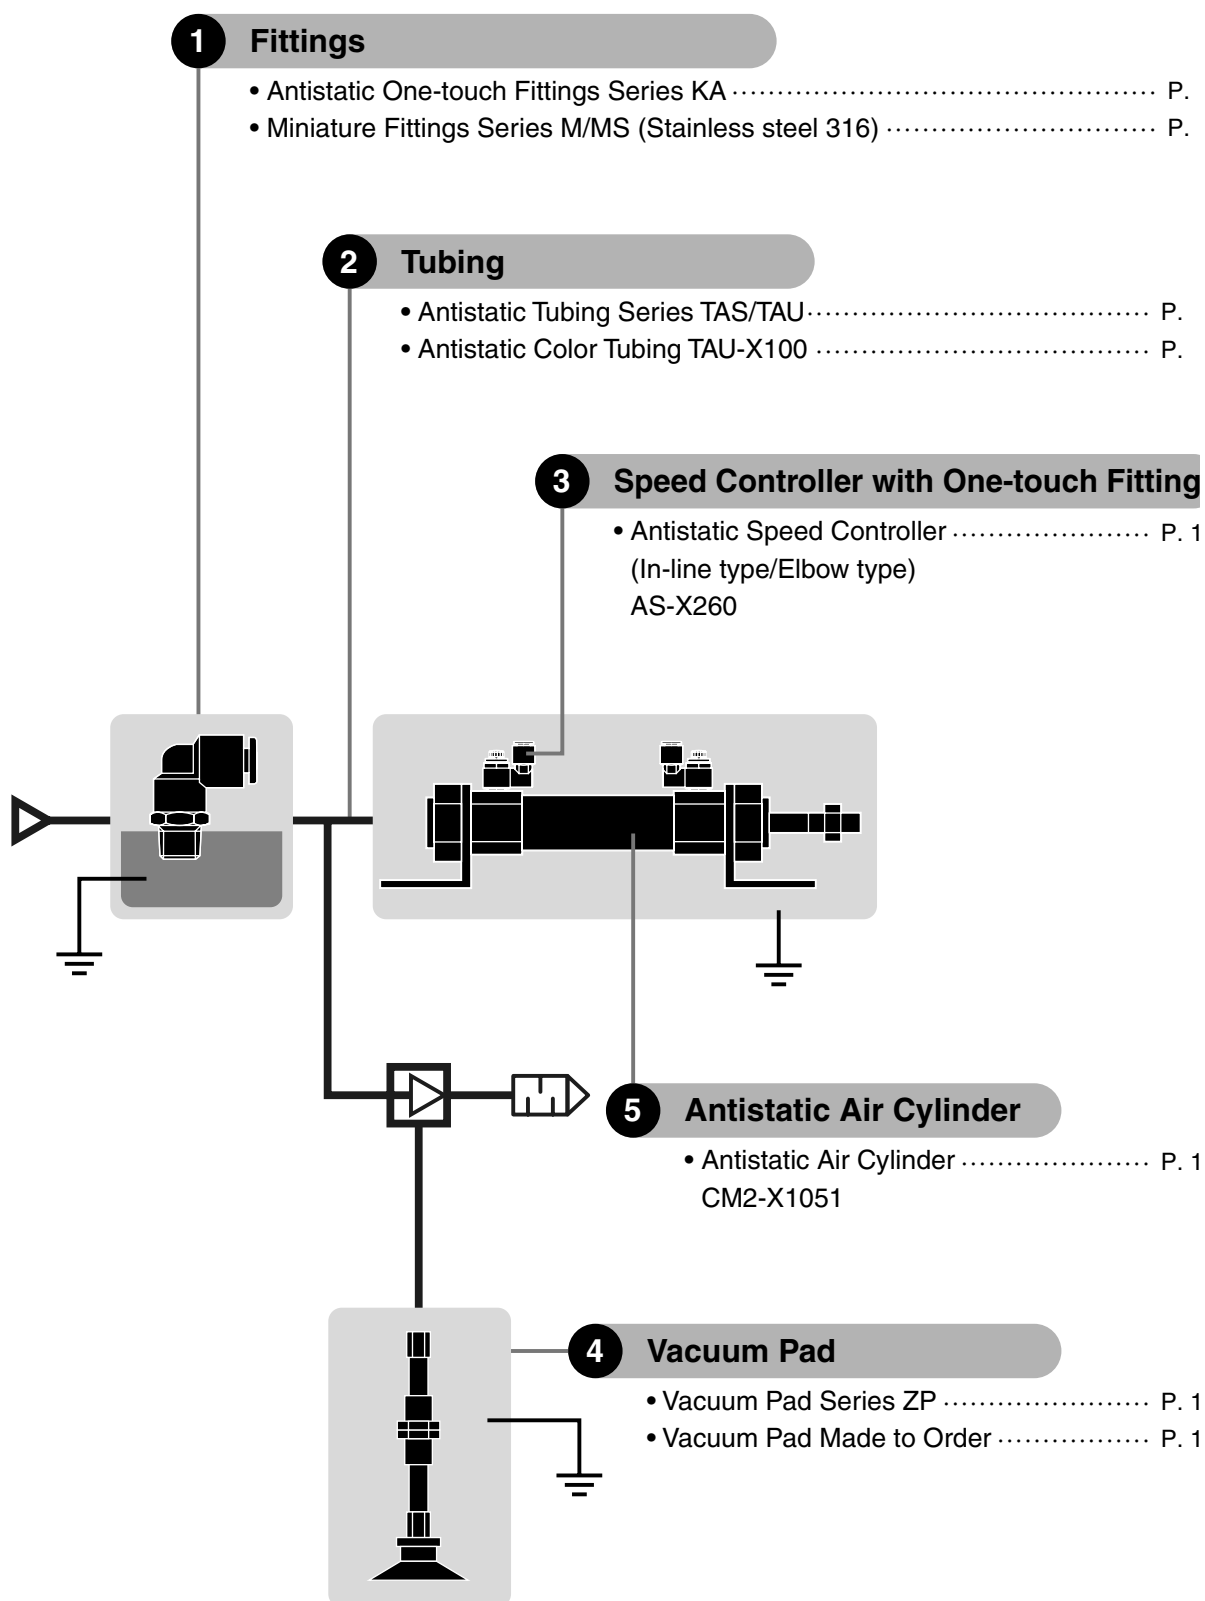 1 Fittings
• Antistatic One-touch Fittings Series KA ................................................ P.
• Miniature Fittings Series M/MS (Stainless steel 316) .............................. P.
2 Tubing
• Antistatic Tubing Series TAS/TAU ...................................... P.
• Antistatic Color Tubing TAU-X100 ..................................... P.
3 Speed Controller with One-touch Fitting
• Antistatic Speed Controller ...................... P. 1
(In-line type/Elbow type)
AS-X260
5 Antistatic Air Cylinder
• Antistatic Air Cylinder ..................... P. 1
CM2-X1051
4 Vacuum Pad
• Vacuum Pad Series ZP ....................... P. 1
• Vacuum Pad Made to Order ................. P. 1